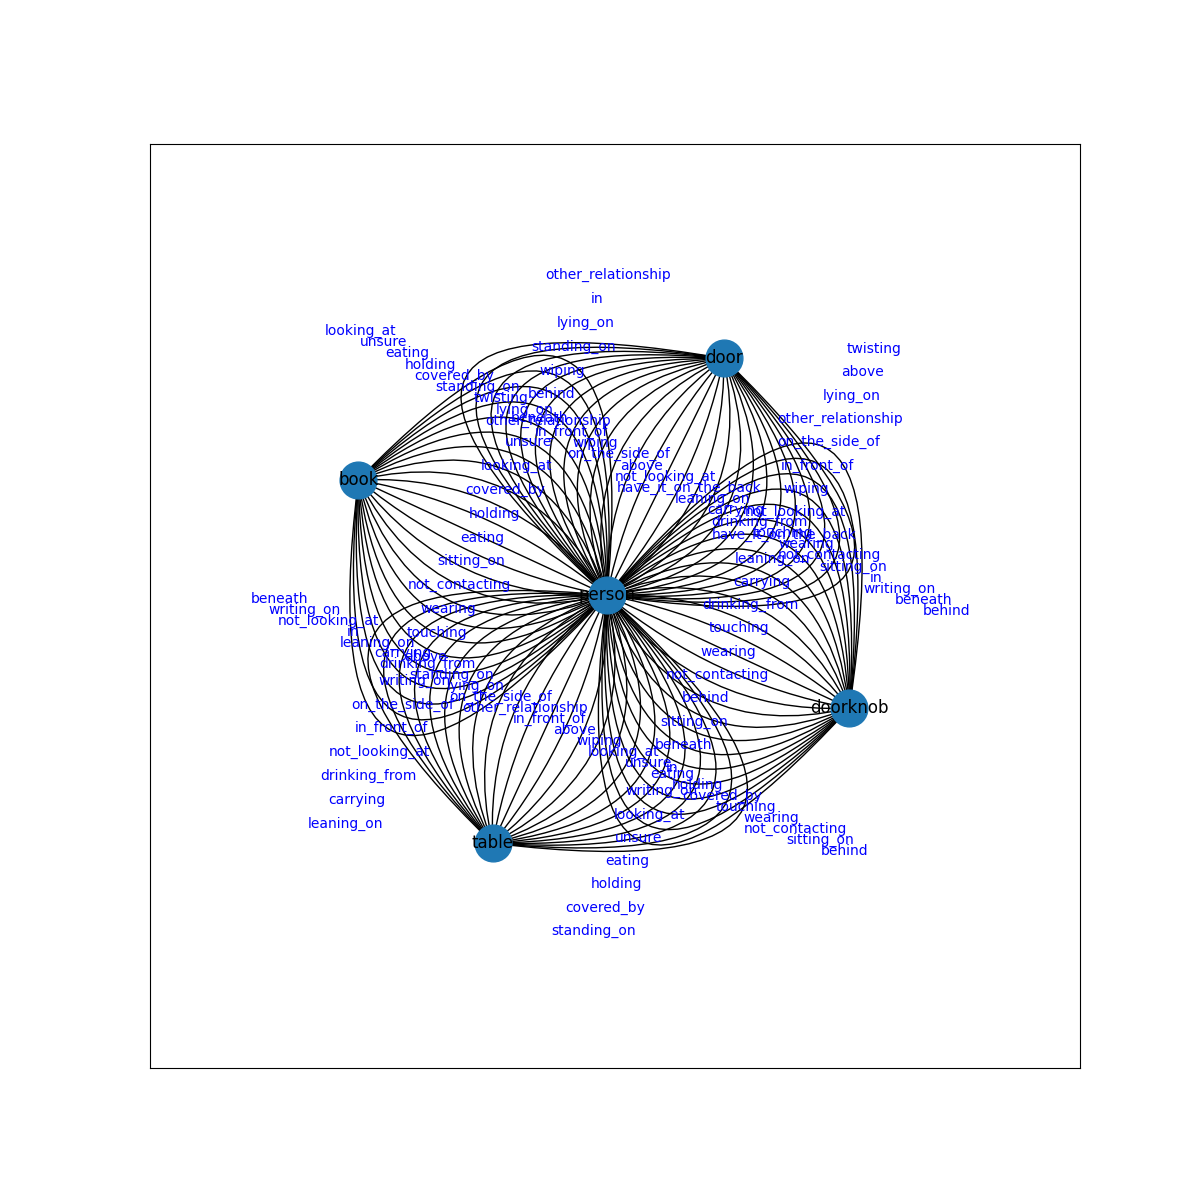 other_relationship
in
lying_on
looking_at
unsure
standing_on
twisting
eating
door
holding
wiping
above
covered_by
standing_on
behind
lying_on
twisting
lying_on
beneath
other_relationship
other_relationship
in_front_of
unsure
wiping
on_the_side_of
on_the_side_of
looking_at
above
in_front_of
not_looking_at
book
covered_by
have_it_on_the_back
wiping
leaning_on
holding
carrying
not_looking_at
drinking_from
touching
have_it_on_the_back
eating
wearing
not_contacting
sitting_on
leaning_on
sitting_on
in
not_contacting
carrying
writing_on
person
beneath
beneath
drinking_from
behind
writing_on
wearing
not_looking_at
touching
touching
in
leaning_on
wearing
carrying
above
drinking_from
standing_on
not_contacting
writing_on
lying_on
on_the_side_of
behind
on_the_side_of
other_relationship
doorknob
in_front_of
sitting_on
in_front_of
above
wiping
beneath
not_looking_at
looking_at
unsure
in
drinking_from
eating
holding
writing_on
covered_by
carrying
touching
looking_at
wearing
leaning_on
not_contacting
unsure
sitting_on
table
behind
eating
holding
covered_by
standing_on